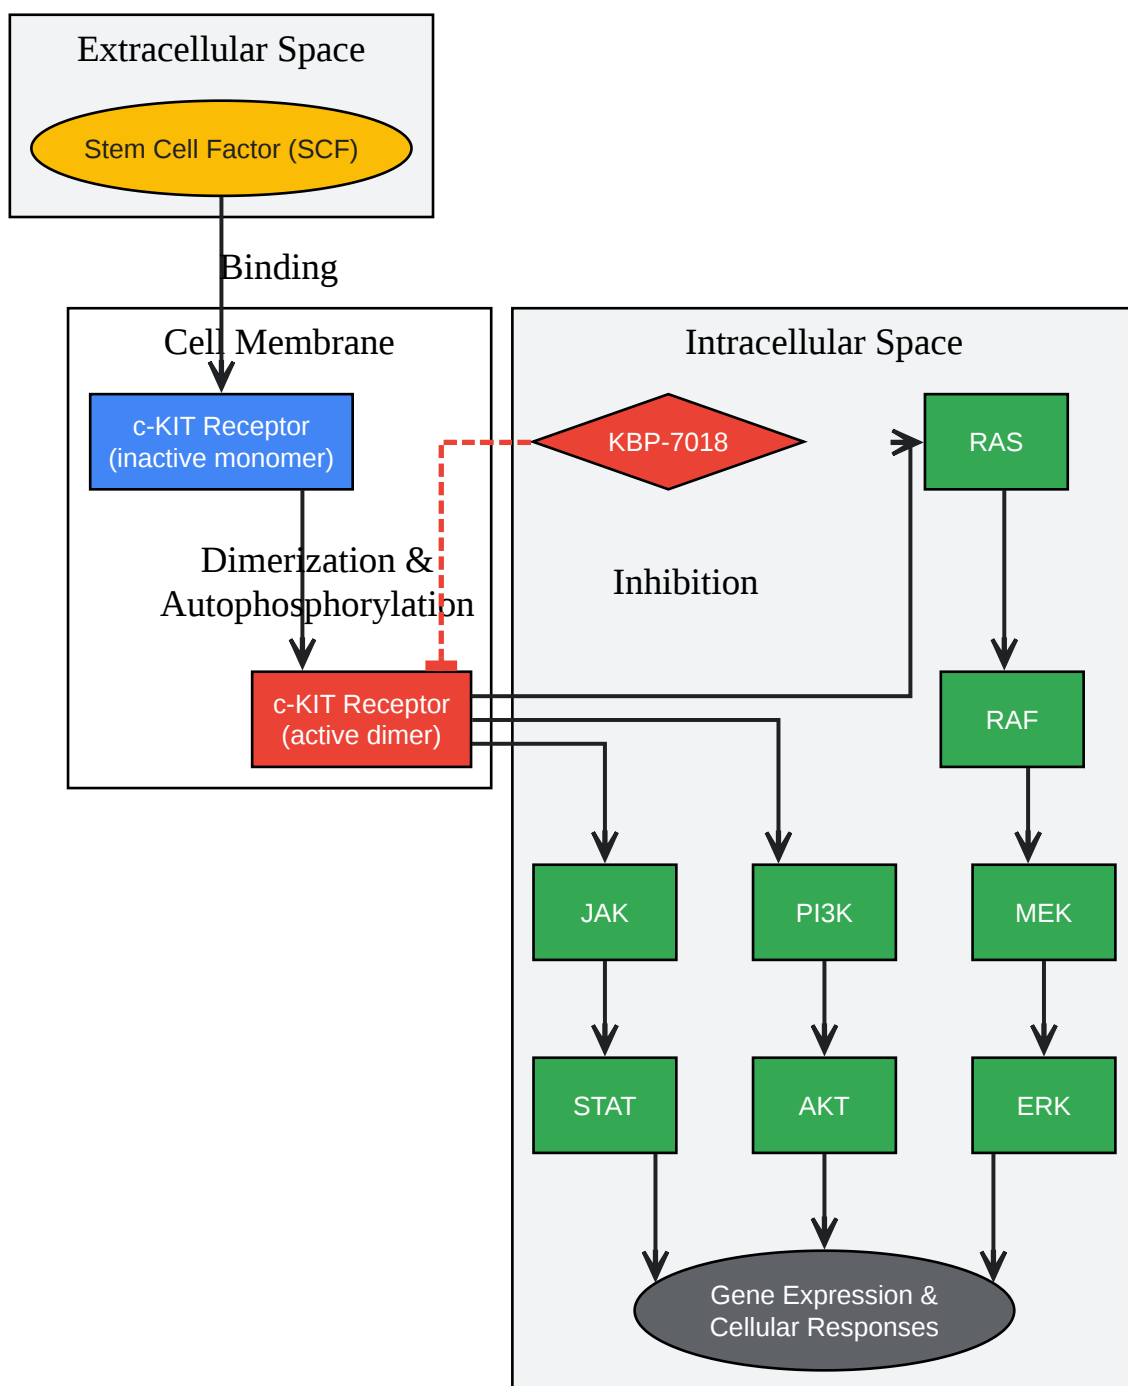 Extracellular Space
Stem Cell Factor (SCF)
Binding
Cell Membrane
Intracellular Space
c-KIT Receptor
(inactive monomer)
KBP-7018
RAS
Dimerization &
Autophosphorylation
Inhibition
c-KIT Receptor
(active dimer)
RAF
JAK
PI3K
MEK
STAT
AKT
ERK
Gene Expression &
Cellular Responses